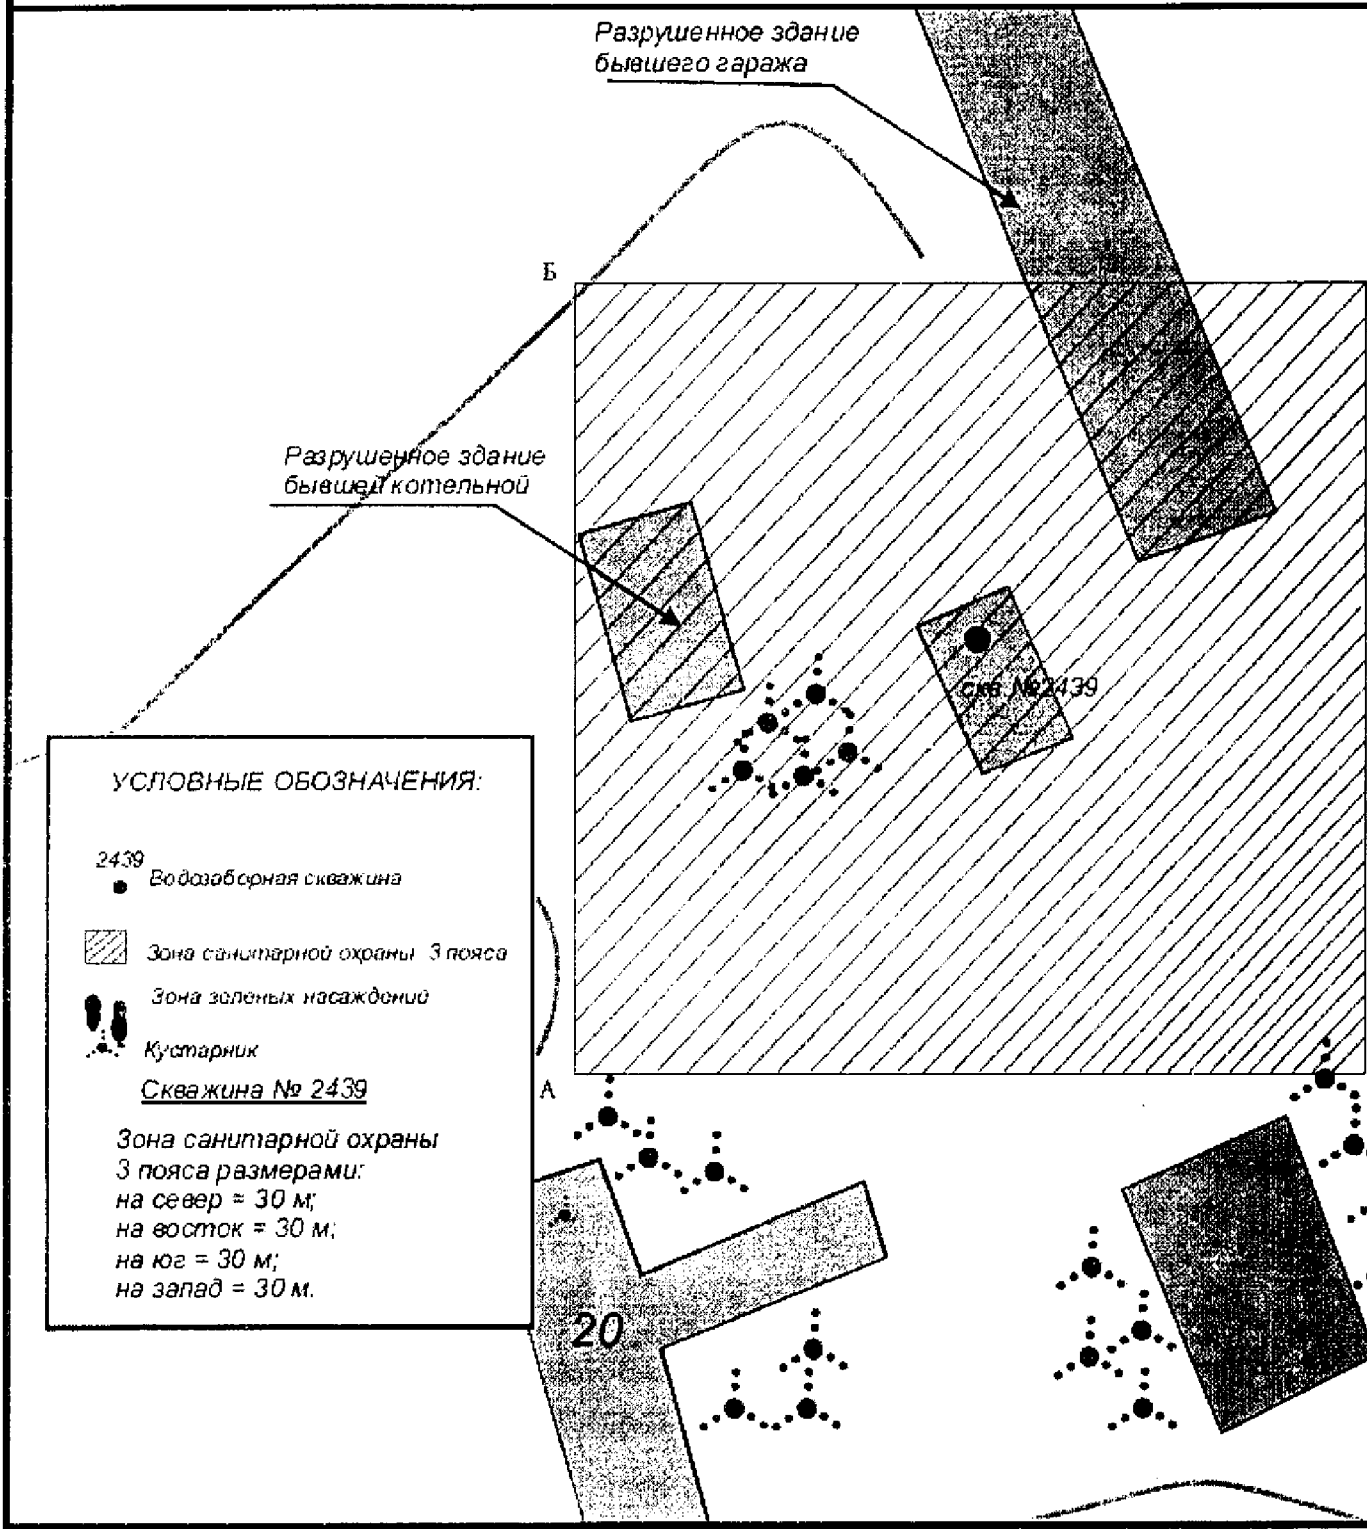 Разрушенное здание
бывшего гаража
Б
Разрушенное здание
бывшей котельной
скв №2439
УСЛОВНЫЕ ОБОЗНАЧЕНИЯ:
2439
Водозаборная скважина
Зона санитарной охраны 3 пояса
Зона зеленых насаждений
Кустарник
Скважина № 2439
А
Зона санитарной охраны
3 пояса размерами:
на север = 30 м;
на восток = 30 м;
на юг = 30 м;
на запад = 30 м.
20